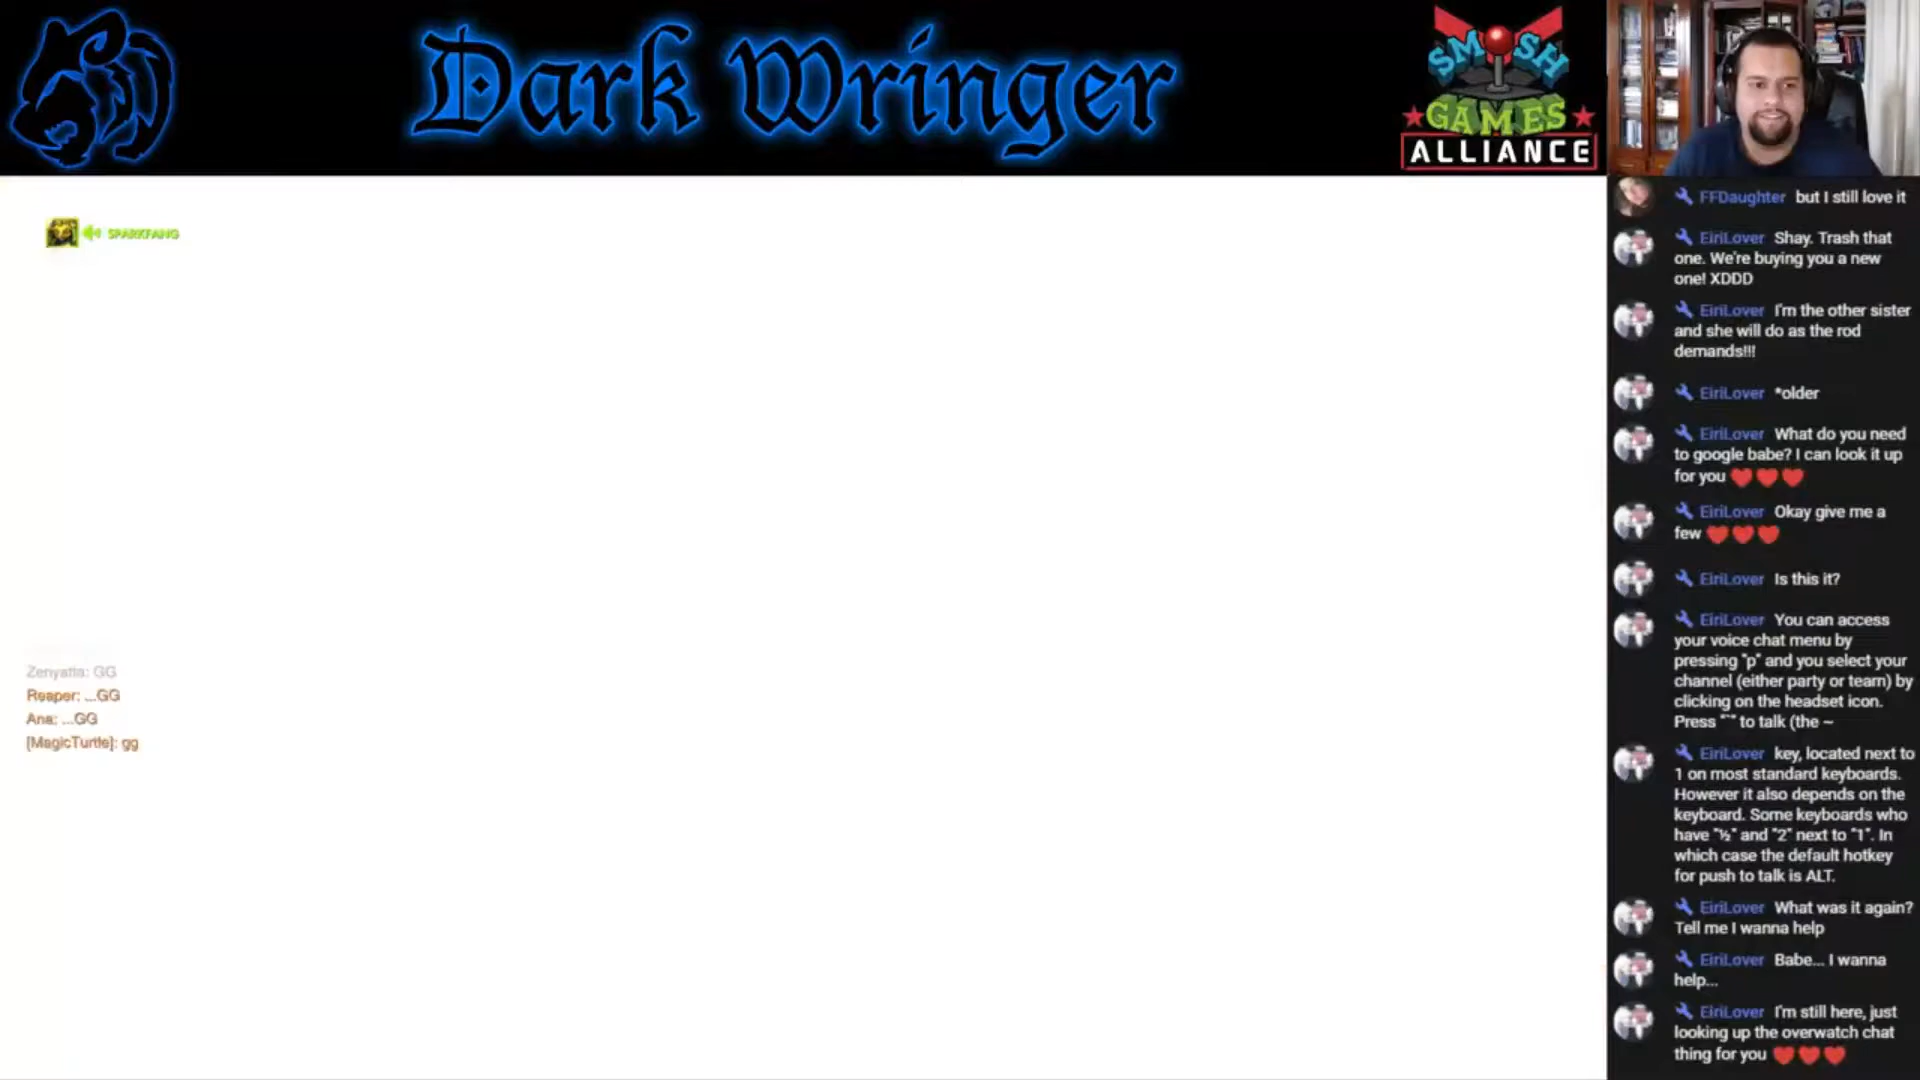 Dark Wringer
SMASH
GAMES
ALLIANCE
SPARKFANG
Zenyatta: GG
Reaper: ...GG
Ana: ...GG
[MagicTurtle]: gg
FFDaughter but I still love it
EiriLover Shay. Trash that
one. We're buying you a new
one! XDDD
EiriLover I'm the other sister
and she will do as the rod
demands!!!
EiriLover *older
EiriLover What do you need
to google babe? I can look it up
for you ❤❤❤
EiriLover Okay give me a
few ❤❤❤
EiriLover Is this it?
EiriLover You can access
your voice chat menu by
pressing "p" and you select your
channel (either party or team) by
clicking on the headset icon.
Press "`" to talk (the ~
EiriLover key, located next to
1 on most standard keyboards.
However it also depends on the
keyboard. Some keyboards who
have "½" and "2" next to "1". In
which case the default hotkey
for push to talk is ALT.
EiriLover What was it again?
Tell me I wanna help
EiriLover Babe... I wanna
help...
EiriLover I'm still here, just
looking up the overwatch chat
thing for you ❤❤❤